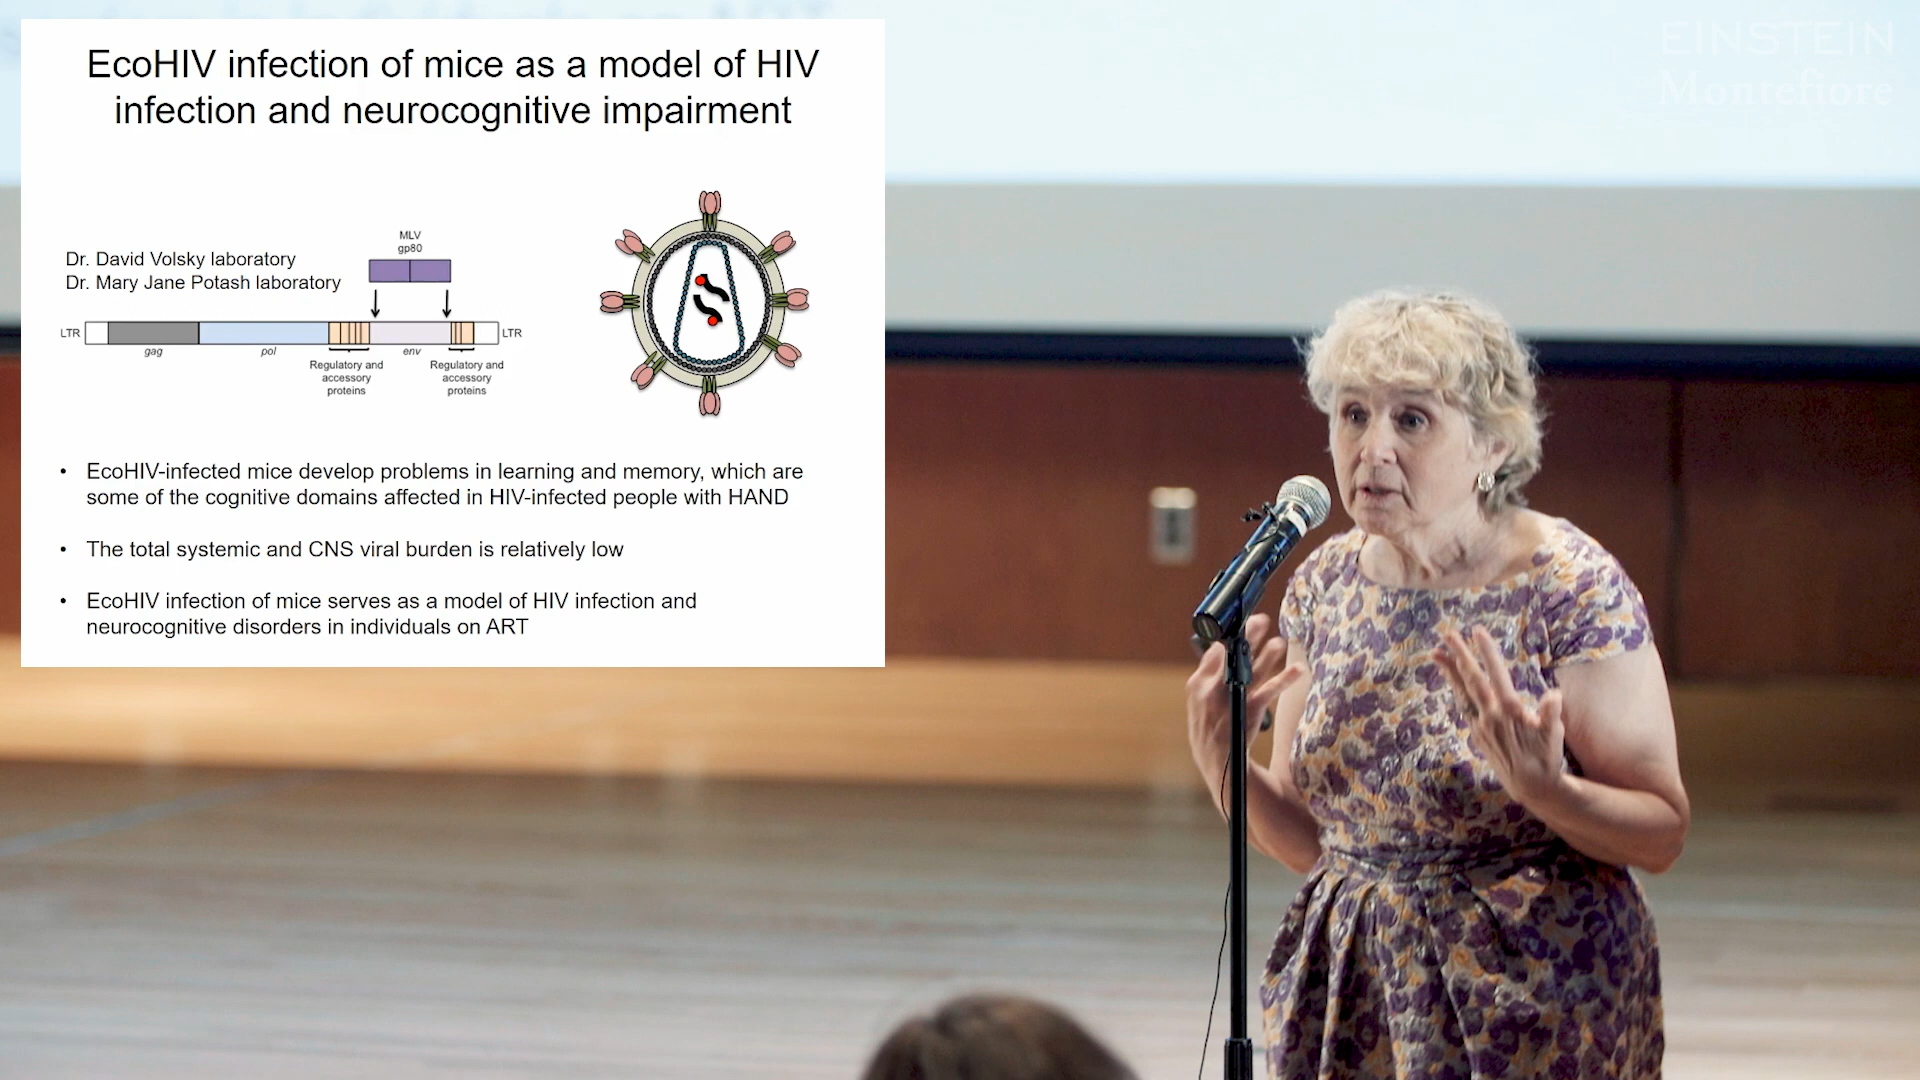 EcoHIV infection of mice as a model of HIV
infection and neurocognitive impairment
Dr. David Volsky laboratory
Dr. Mary Jane Potash laboratory
MLV
gp80
LTR
LTR
gag
pol
env
Regulatory and
accessory
proteins
Regulatory and
accessory
proteins
• EcoHIV-infected mice develop problems in learning and memory, which are
some of the cognitive domains affected in HIV-infected people with HAND
• The total systemic and CNS viral burden is relatively low
• EcoHIV infection of mice serves as a model of HIV infection and
neurocognitive disorders in individuals on ART
EINSTEIN
Montefiore